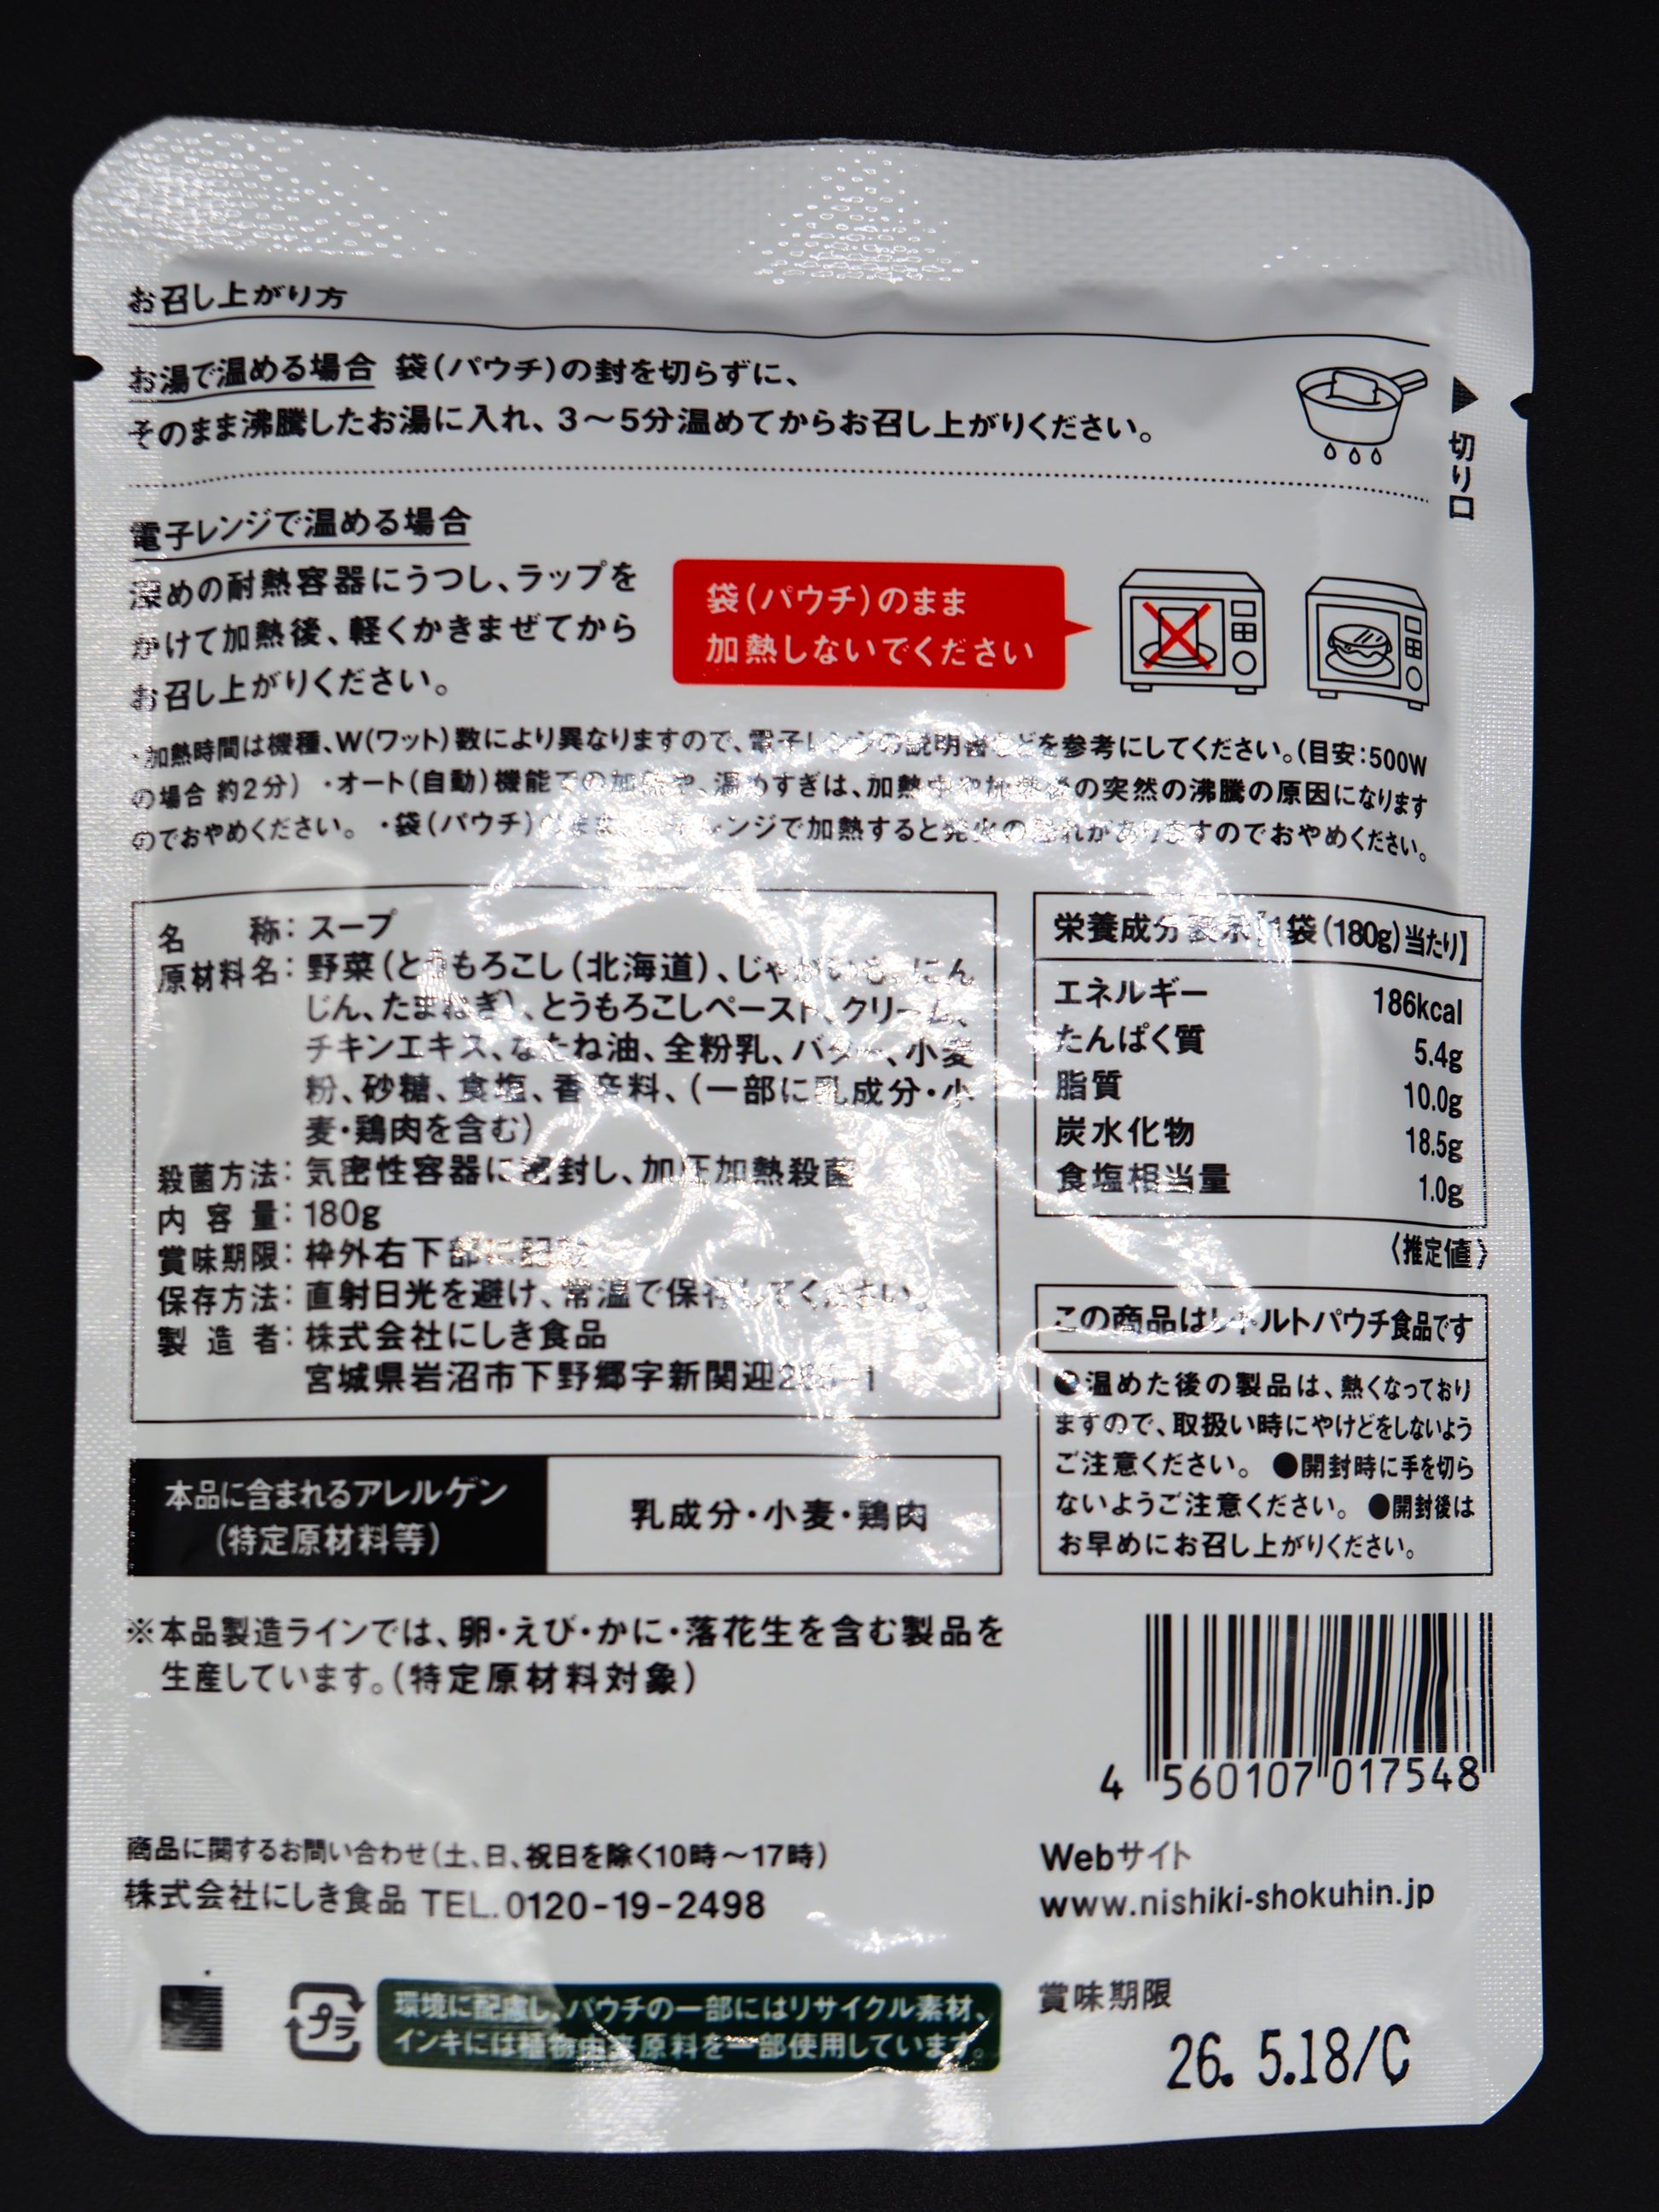 お召し上がり方
お湯で温める場合 袋(パウチ)の封を切らずに、
そのまま沸騰したお湯に入れ、3～5分温めてからお召し上がりください。
▶切り口
電子レンジで温める場合
深めの耐熱容器にうつし、ラップを
かけて加熱後、軽くかきまぜてから
お召し上がりください。
袋(パウチ)のまま
加熱しないでください
・加熱時間は機種、W(ワット)数により異なりますので、電子レンジの説明書などを参考にしてください。(目安:500W
の場合 約2分) ・オート(自動)機能での加熱や、温めすぎは、加熱中や加熱後の突然の沸騰の原因になります
のでおやめください。 ・袋(パウチ)のまま電子レンジで加熱すると発火の恐れがありますのでおやめください。
名称:スープ
原材料名:野菜(とうもろこし(北海道)、じゃがいも、にん
じん、たまねぎ)、とうもろこしペースト、クリーム、
チキンエキス、なたね油、全粉乳、バター、小麦
粉、砂糖、食塩、香辛料、(一部に乳成分・小
麦・鶏肉を含む)
殺菌方法:気密性容器に密封し、加圧加熱殺菌
内容量:180g
賞味期限:枠外右下部に記載
保存方法:直射日光を避け、常温で保存してください。
製造者:株式会社にしき食品
宮城県岩沼市下野郷字新関迎
栄養成分表示【1袋(180g)当たり】
エネルギー 186kcal
たんぱく質 5.4g
脂質 10.0g
炭水化物 18.5g
食塩相当量 1.0g
〈推定値〉
この商品はレトルトパウチ食品です
●温めた後の製品は、熱くなっており
ますので、取扱い時にやけどをしないよう
ご注意ください。 ●開封時に手を切ら
ないようご注意ください。 ●開封後は
お早めにお召し上がりください。
本品に含まれるアレルゲン
(特定原材料等)
乳成分・小麦・鶏肉
※本品製造ラインでは、卵・えび・かに・落花生を含む製品を
生産しています。(特定原材料対象)
4 560107 017548
商品に関するお問い合わせ(土、日、祝日を除く10時～17時)
株式会社にしき食品 TEL.0120-19-2498
Webサイト
www.nishiki-shokuhin.jp
プラ
環境に配慮し、パウチの一部にはリサイクル素材、
インキには植物由来原料を一部使用しています。
賞味期限
26. 5.18/C